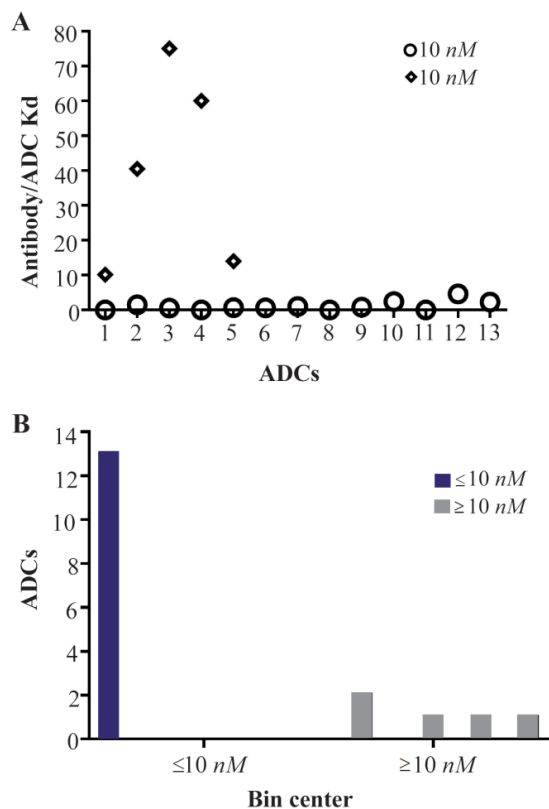 A
80
70
60
50
40
30
20
10
0
Antibody/ADC Kd
10 nM
10 nM
1 2 3 4 5 6 7 8 9 10 11 12 13
ADCs
B
14
12
10
8
6
4
2
0
ADCs
≤10 nM
≥10 nM
≤10 nM ≥10 nM
Bin center